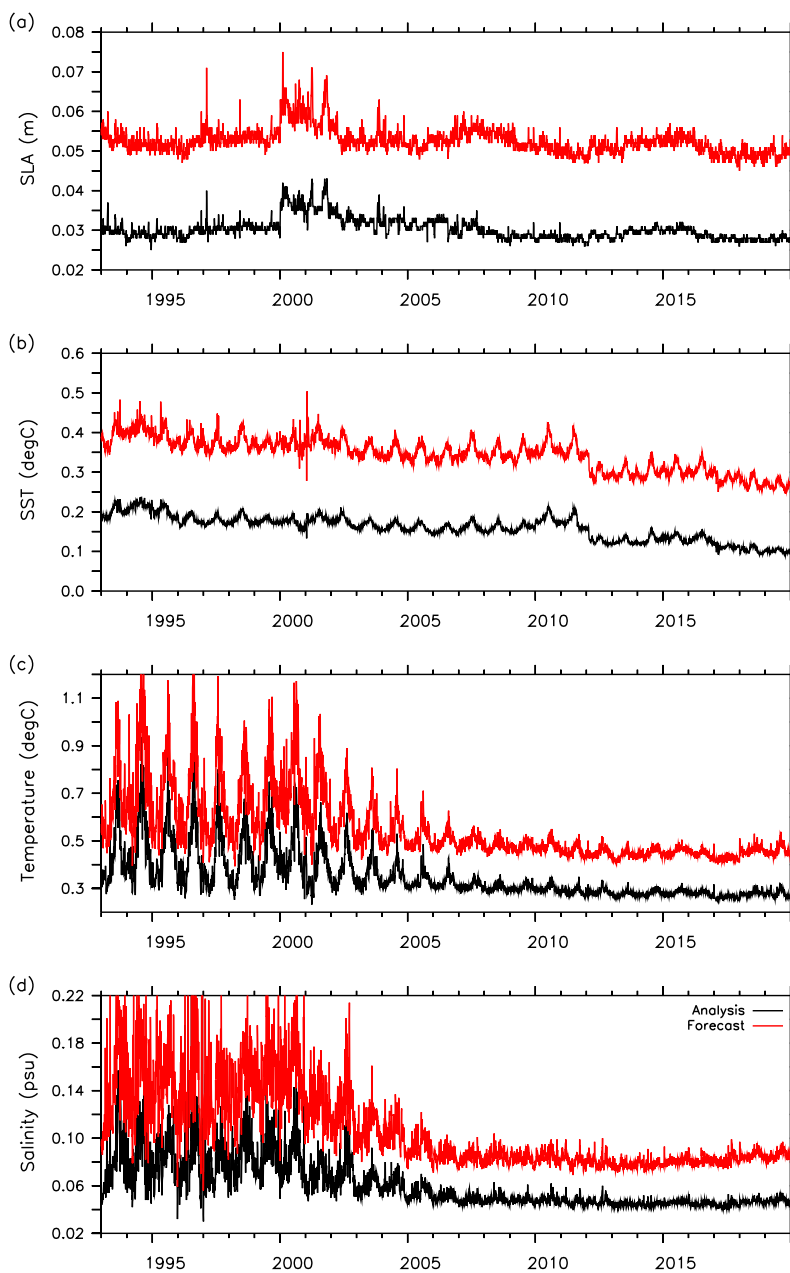 (a)
0.08
0.07
0.06
0.05
0.04
0.03
0.02
SLA (m)
1995 2000 2005 2010 2015
(b)
0.6
0.5
0.4
0.3
0.2
0.1
0.0
SST (degC)
1995 2000 2005 2010 2015
(c)
1.1
0.9
0.7
0.5
0.3
Temperature (degC)
1995 2000 2005 2010 2015
(d)
0.22
0.18
0.14
0.10
0.06
0.02
Salinity (psu)
Analysis
Forecast
1995 2000 2005 2010 2015